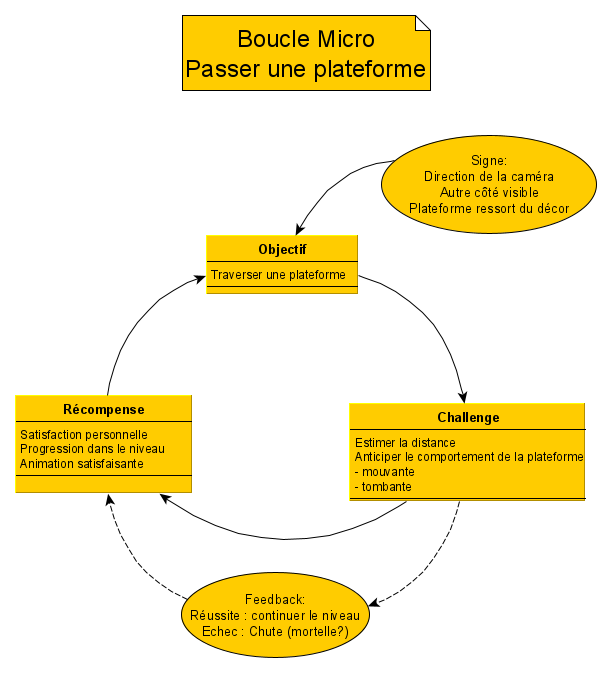 Boucle Micro
Passer une plateforme
Signe:
Direction de la caméra
Autre côté visible
Plateforme ressort du décor
Objectif
Traverser une plateforme
Récompense
Satisfaction personnelle
Progression dans le niveau
Animation satisfaisante
Challenge
Estimer la distance
Anticiper le comportement de la plateforme
- mouvante
- tombante
Feedback:
Réussite : continuer le niveau
Echec : Chute (mortelle?)